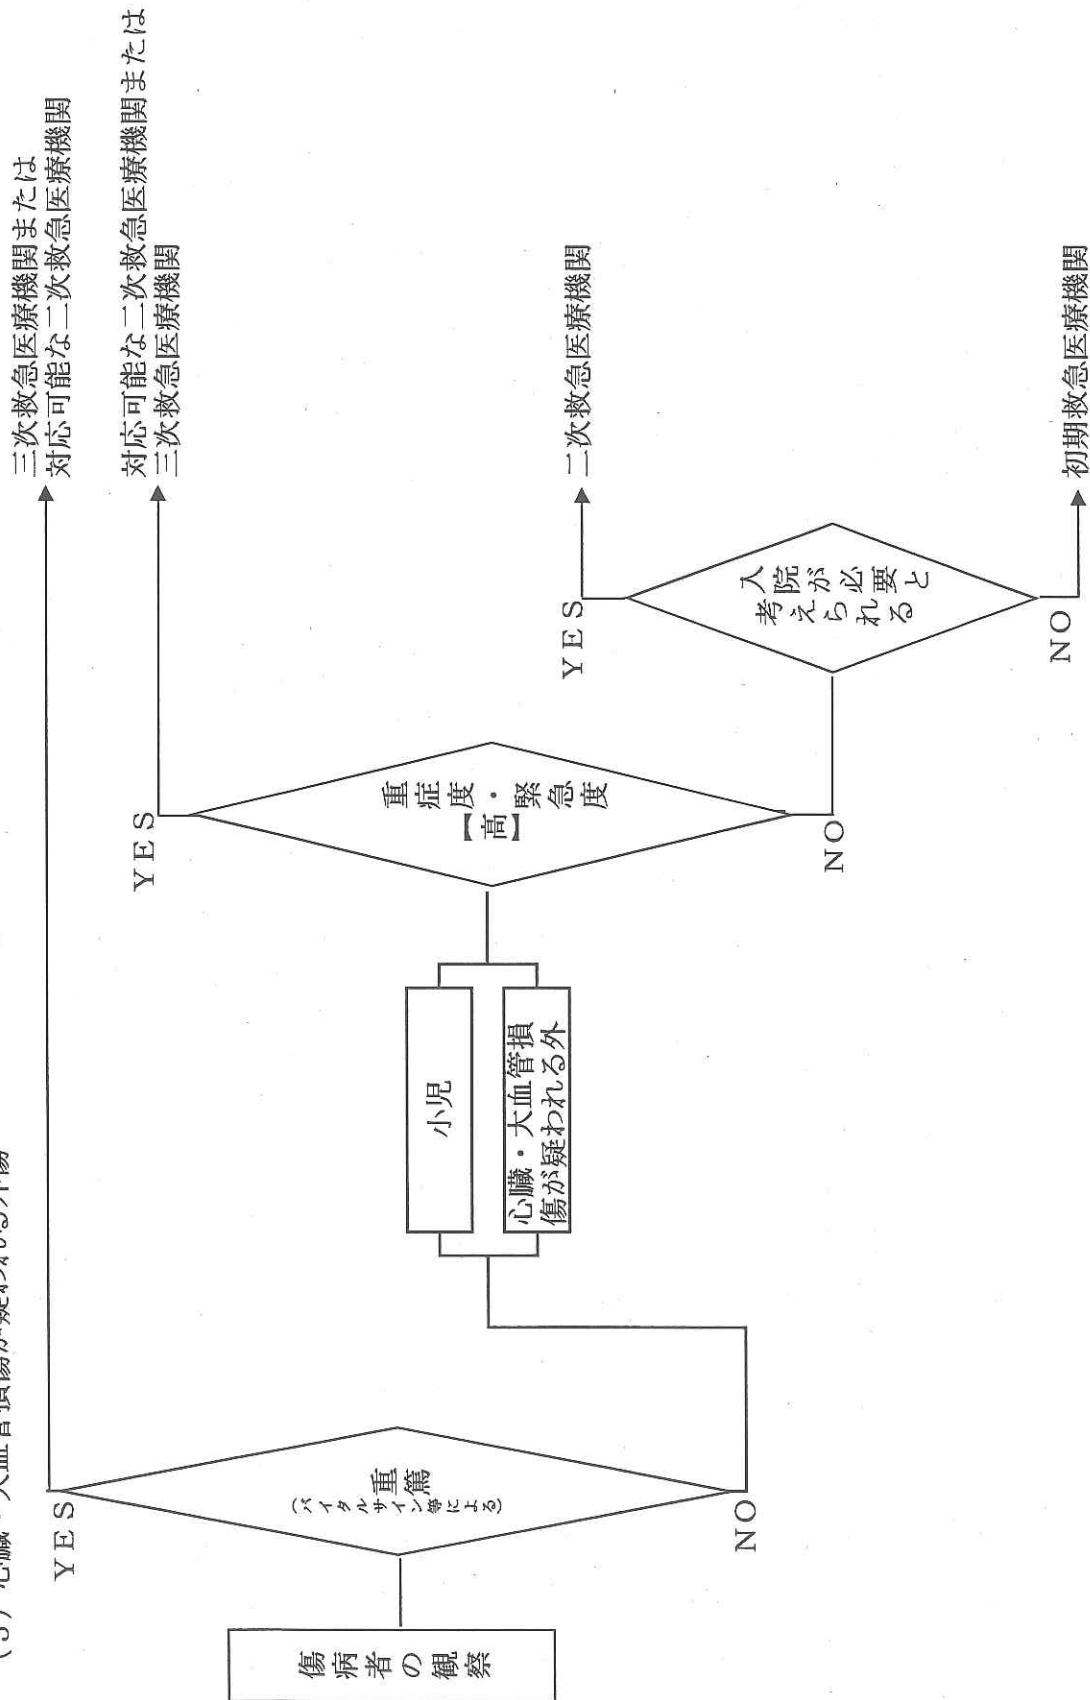 (3) 心臓・大血管損傷が疑われる外傷
傷病者の観察
重篤
(バイタルサイン等による)
YES
NO
三次救急医療機関または
対応可能な二次救急医療機関
小児
心臓・大血管損
傷が疑われる外
重症度・緊急度
【高】
YES
NO
対応可能な二次救急医療機関または
三次救急医療機関
入院が必要と
考えられる
YES
NO
二次救急医療機関
初期救急医療機関